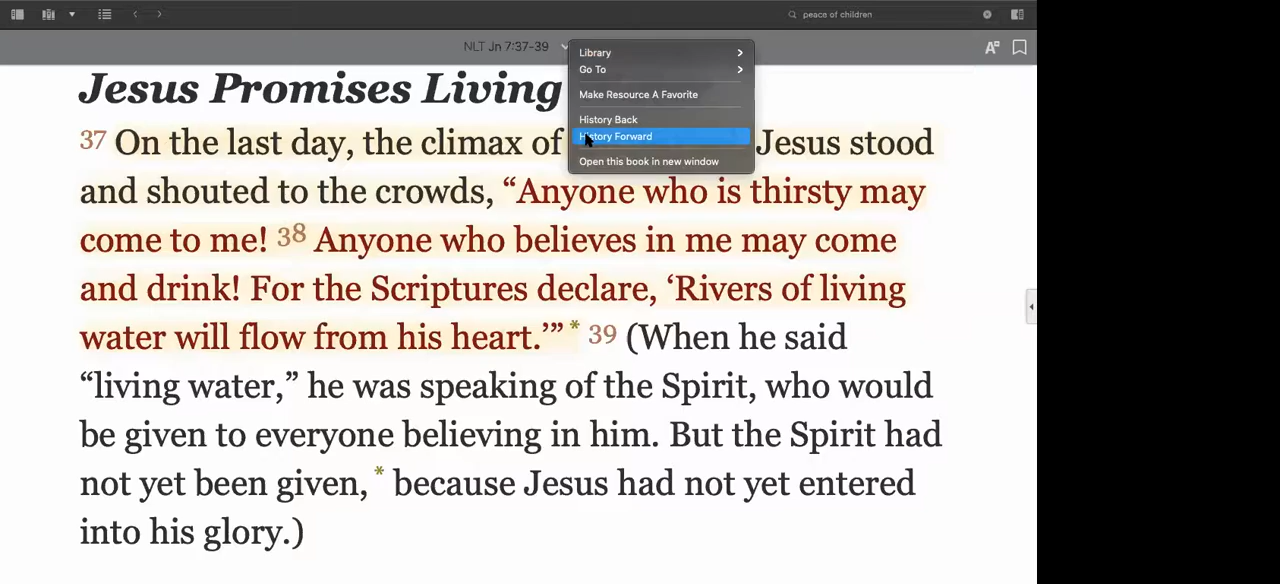 peace of children
NLT Jn 7:37-39
Library
Go To
Make Resource A Favorite
History Back
History Forward
Open this book in new window
Jesus Promises Living
37 On the last day, the climax of Jesus stood
and shouted to the crowds, “Anyone who is thirsty may
come to me! 38 Anyone who believes in me may come
and drink! For the Scriptures declare, ‘Rivers of living
water will flow from his heart.’” * 39 (When he said
“living water,” he was speaking of the Spirit, who would
be given to everyone believing in him. But the Spirit had
not yet been given, * because Jesus had not yet entered
into his glory.)